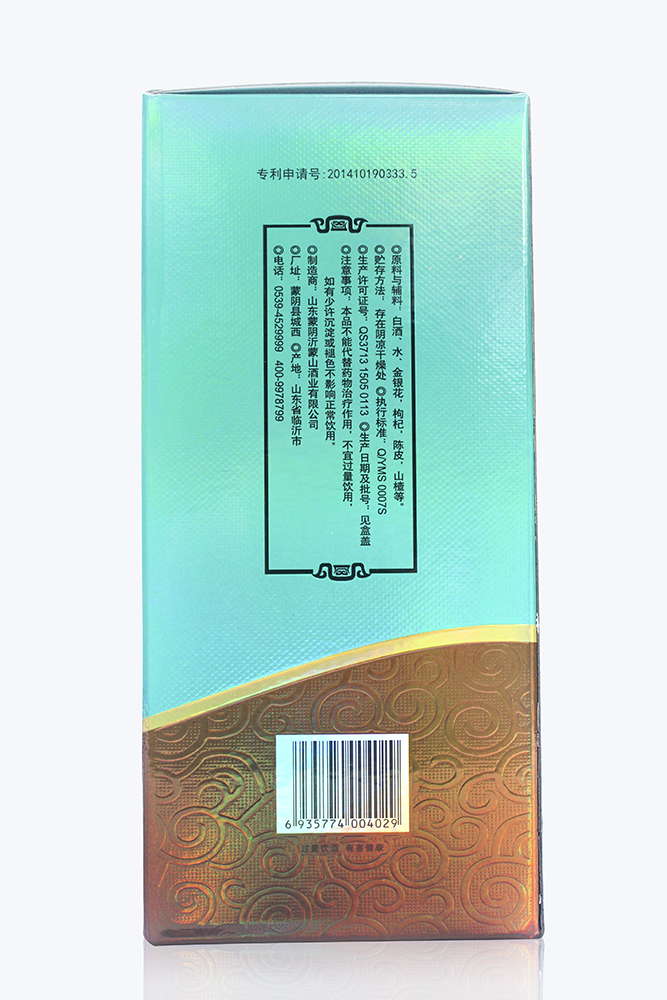 专利申请号:201410190333.5
◎原料与辅料：白酒、水、金银花，枸杞，陈皮，山楂等。
◎贮存方法：存在阴凉干燥处 ◎执行标准：Q/YMS 0007S
◎生产许可证号：QS3713 1505 0113 ◎生产日期及批号：见盒盖
◎注意事项：本品不能代替药物治疗作用，不宜过量饮用，
如有少许沉淀或褪色不影响正常饮用。
◎制造商：山东蒙阴沂蒙山酒业有限公司
◎厂址：蒙阴县城西 ◎产地：山东省临沂市
◎电话：0539-4529999 400-9978799
6 935774 004029
过量饮酒 有害健康